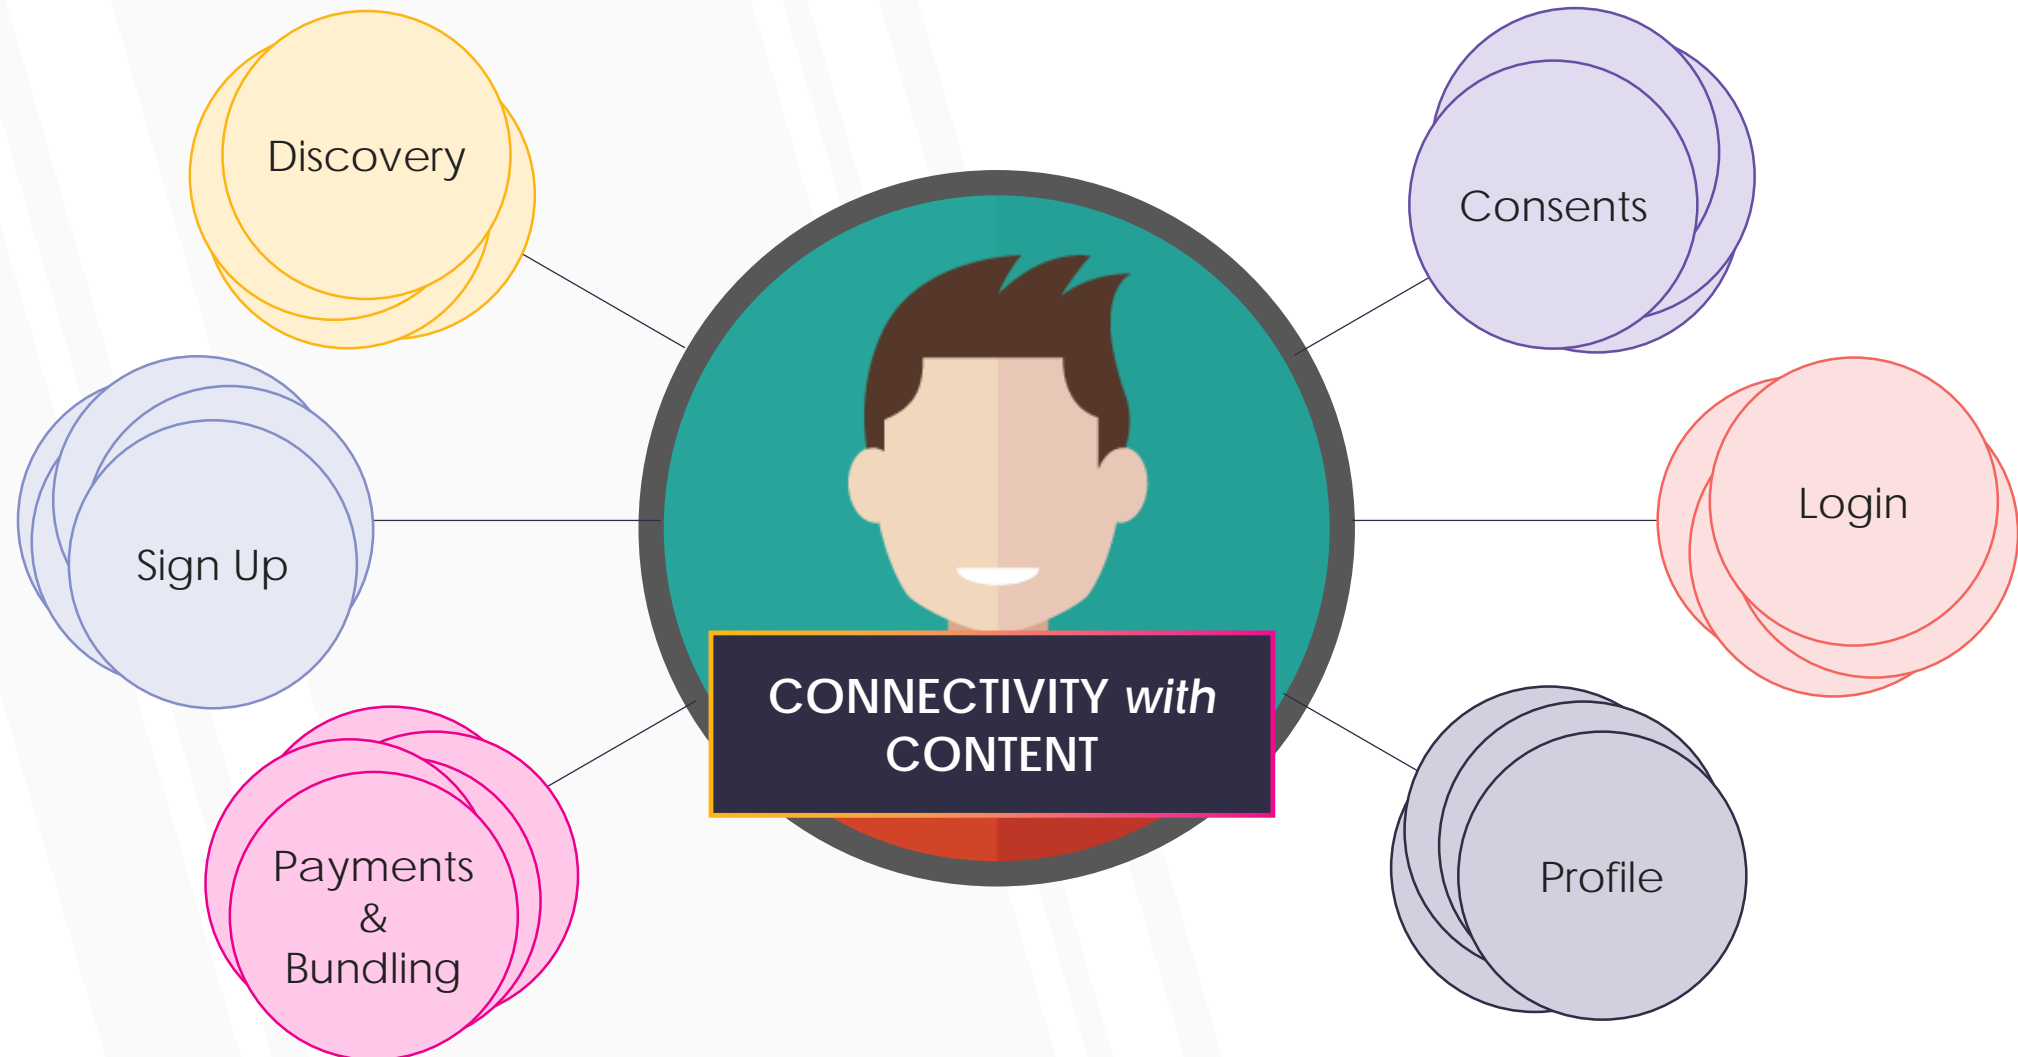 Discovery
Consents
Sign Up
Login
CONNECTIVITY with
CONTENT
Payments
&
Bundling
Profile